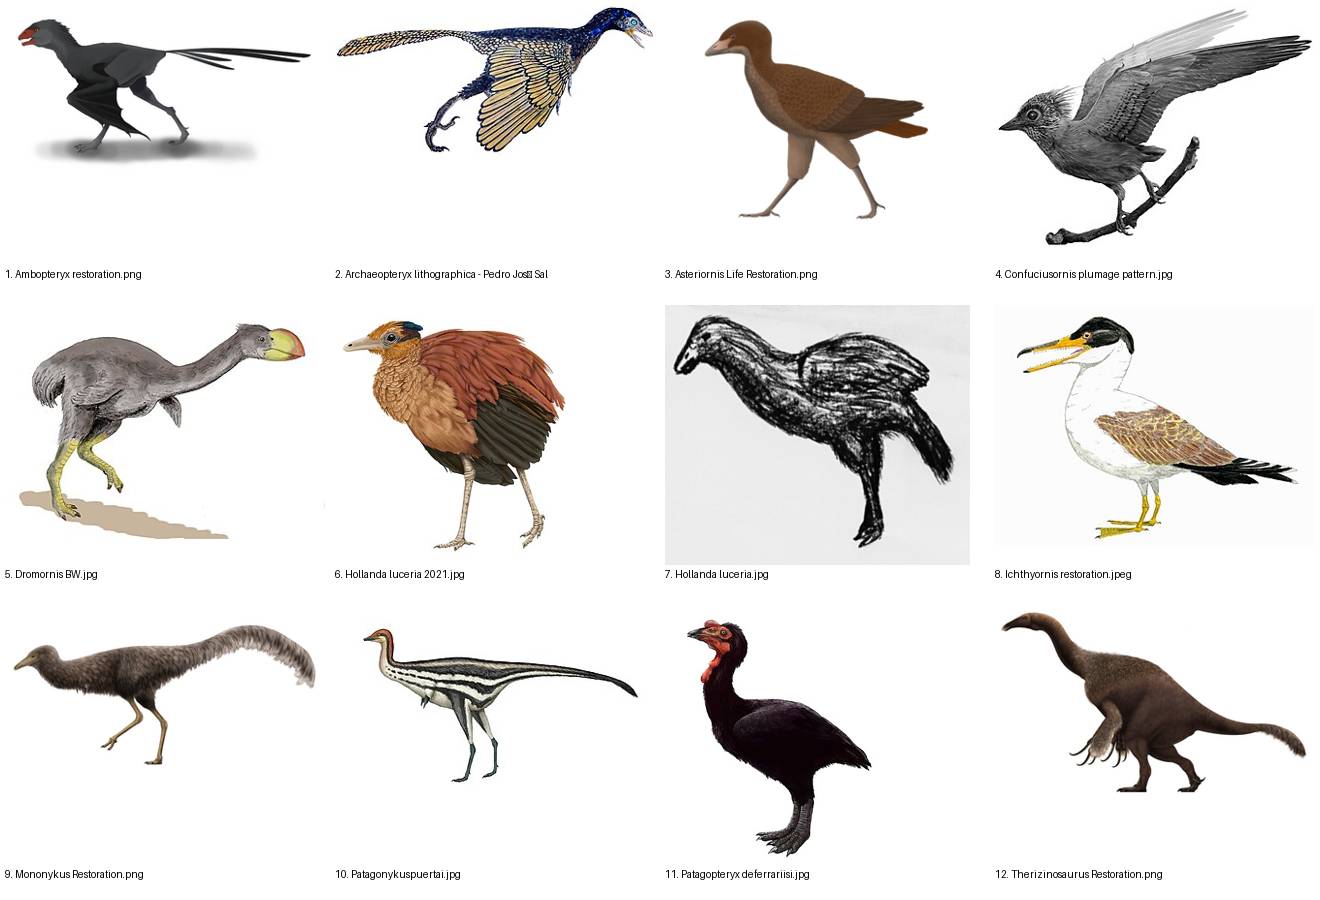 1. Ambopteryx restoration.png
2. Archaeopteryx lithographica - Pedro Jos▯ Sal
3. Asteriornis Life Restoration.png
4. Confuciusornis plumage pattern.jpg
5. Dromornis BW.jpg
6. Hollanda luceria 2021.jpg
7. Hollanda luceria.jpg
8. Ichthyornis restoration.jpeg
9. Mononykus Restoration.png
10. Patagonykuspuertai.jpg
11. Patagopteryx deferrariisi.jpg
12. Therizinosaurus Restoration.png